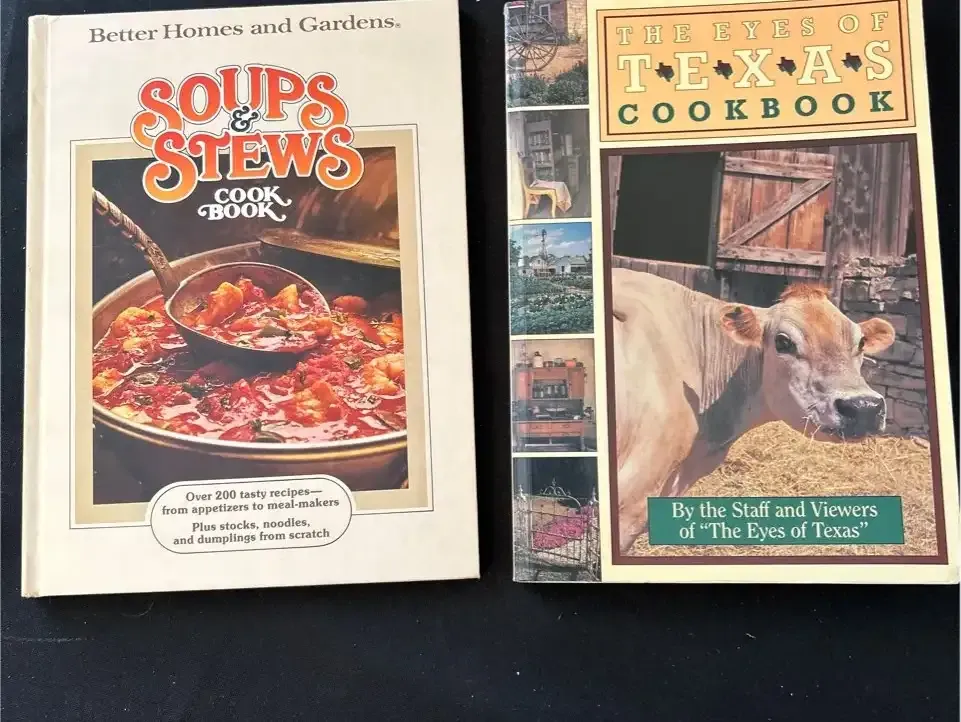 Better Homes and Gardens®
SOUPS
&
STEWS
COOK
BOOK
Over 200 tasty recipes—
from appetizers to meal-makers
Plus stocks, noodles,
and dumplings from scratch
THE EYES OF
TEXAS
COOKBOOK
By the Staff and Viewers
of “The Eyes of Texas”